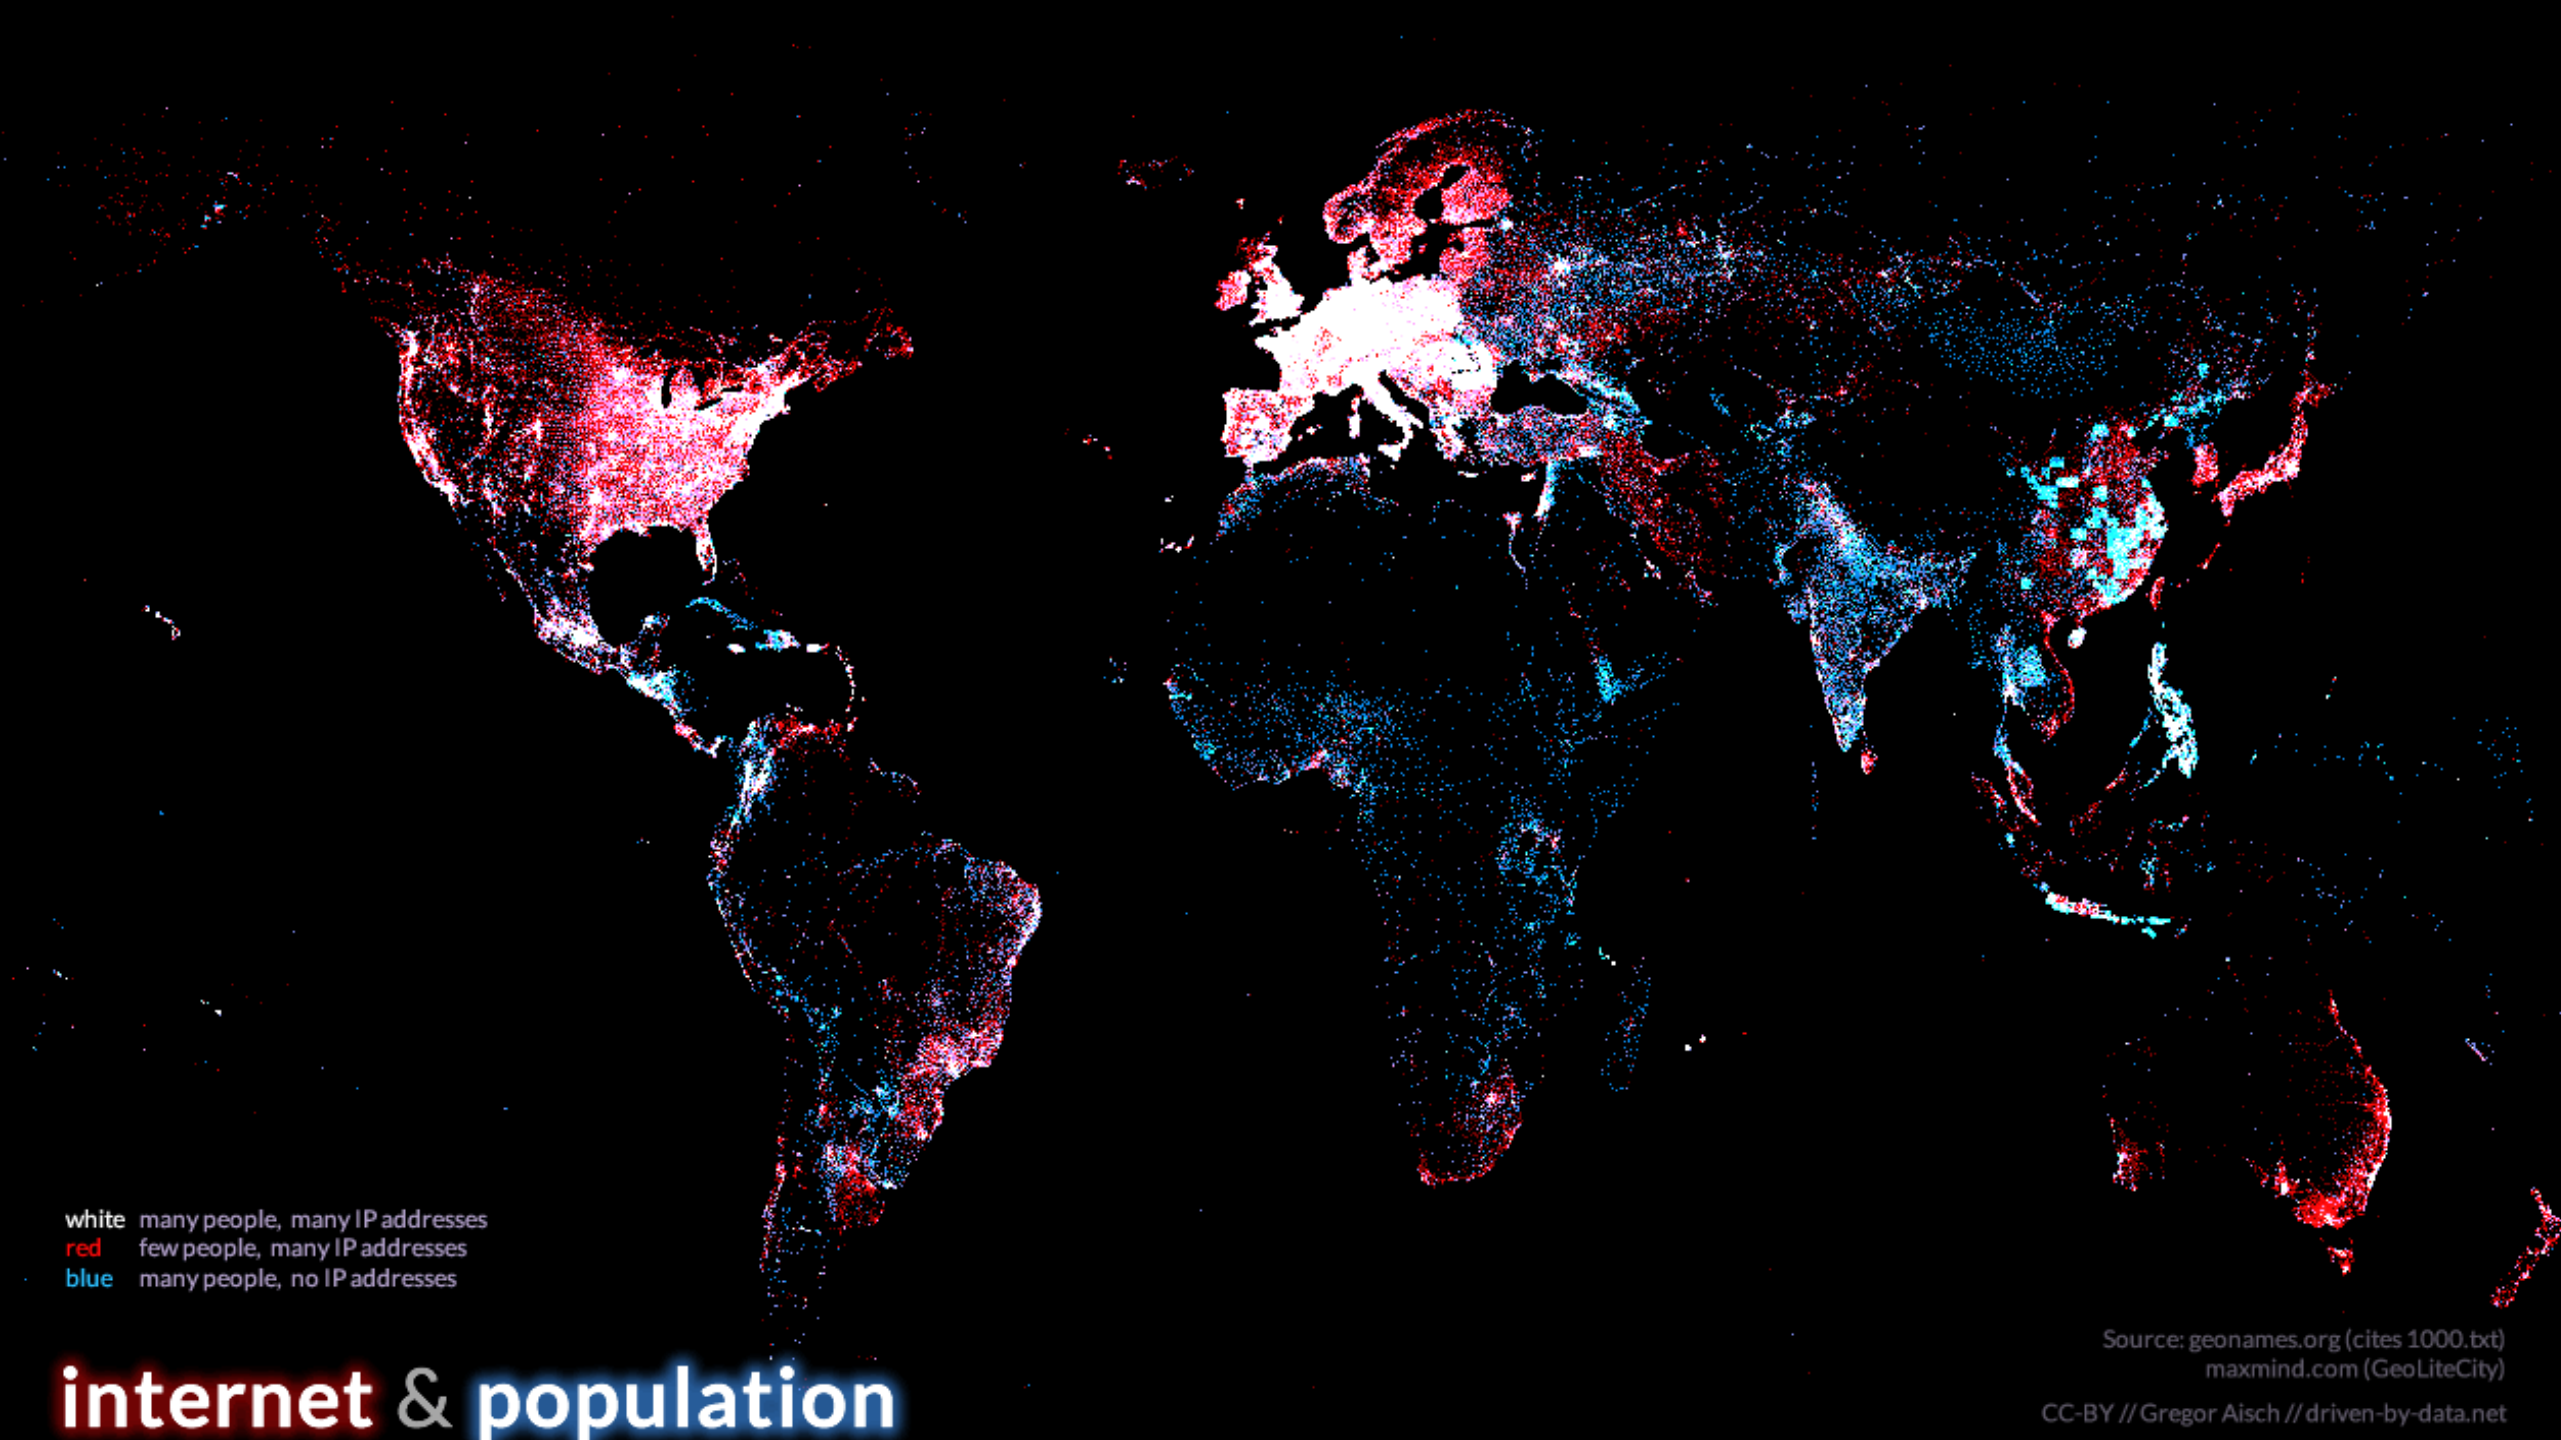 white many people, many IP addresses
red few people, many IP addresses
blue many people, no IP addresses
internet & population
Source: geonames.org (cites 1000.txt)
maxmind.com (GeoLiteCity)
CC-BY // Gregor Aisch // driven-by-data.net